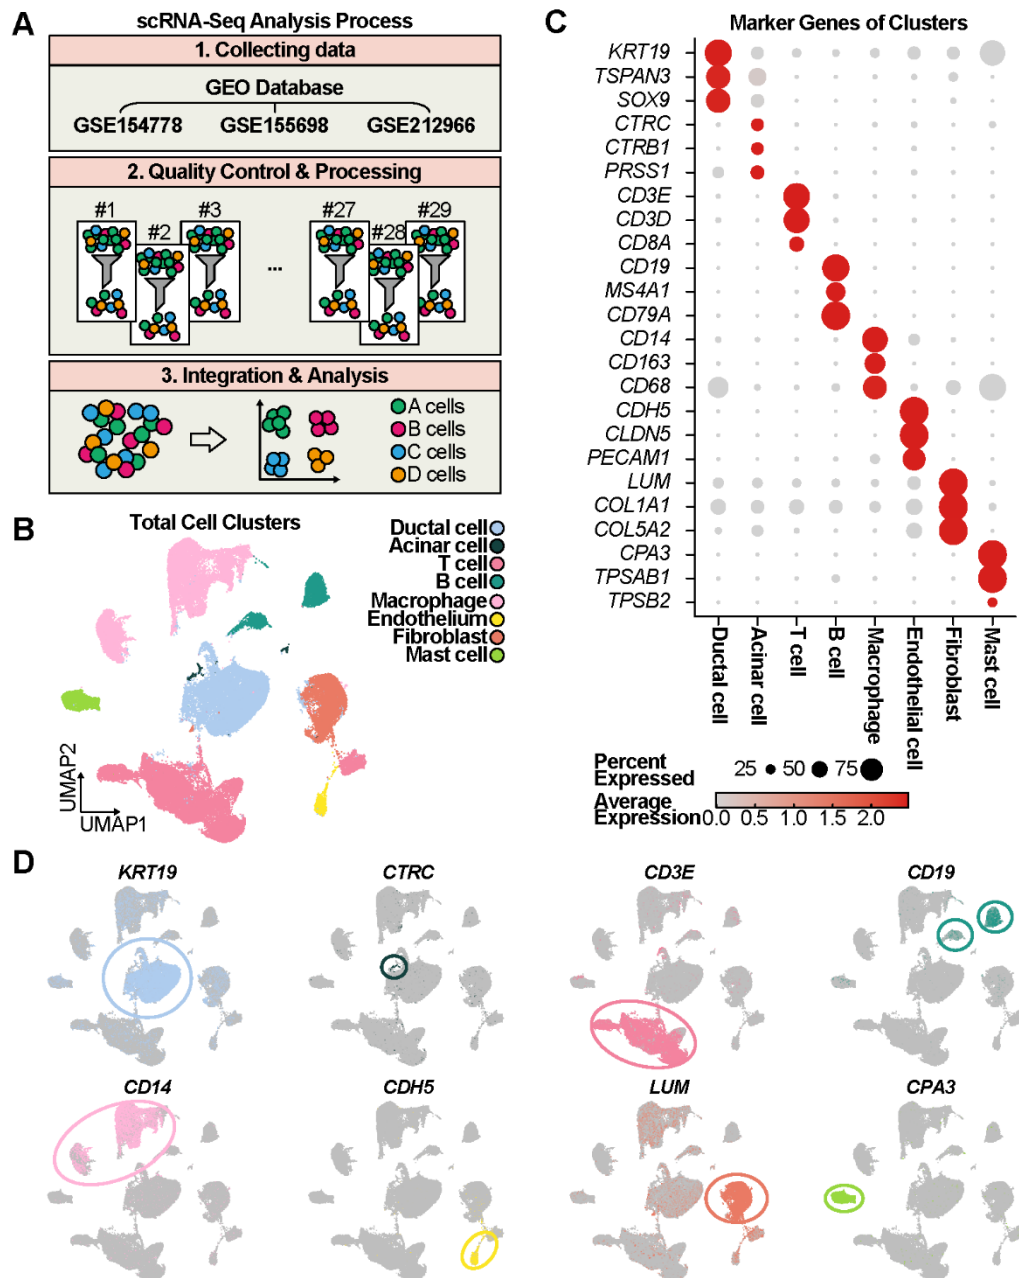 A
scRNA-Seq Analysis Process
1. Collecting data
GEO Database
GSE154778 GSE155698 GSE212966
2. Quality Control & Processing
#1 #2 #3 ... #27 #28 #29
3. Integration & Analysis
A cells
B cells
C cells
D cells
B
Total Cell Clusters
Ductal cell
Acinar cell
T cell
B cell
Macrophage
Endothelium
Fibroblast
Mast cell
UMAP2
UMAP1
C
Marker Genes of Clusters
KRT19
TSPAN3
SOX9
CTRC
CTRB1
PRSS1
CD3E
CD3D
CD8A
CD19
MS4A1
CD79A
CD14
CD163
CD68
CDH5
CLDN5
PECAM1
LUM
COL1A1
COL5A2
CPA3
TPSAB1
TPSB2
Ductal cell
Acinar cell
T cell
B cell
Macrophage
Endothelial cell
Fibroblast
Mast cell
Percent
Expressed
25 50 75
Average
Expression
0.0 0.5 1.0 1.5 2.0
D
KRT19 CTRC CD3E CD19
CD14 CDH5 LUM CPA3